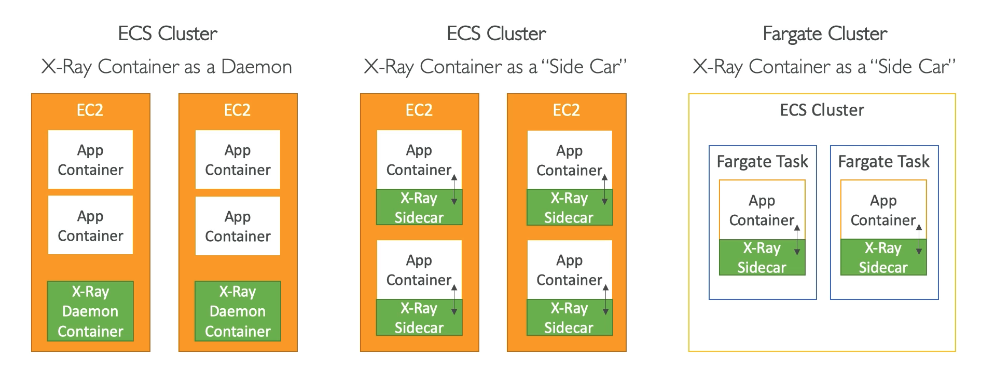 ECS Cluster
X-Ray Container as a Daemon
EC2
App
Container
App
Container
X-Ray
Daemon
Container
EC2
App
Container
App
Container
X-Ray
Daemon
Container
ECS Cluster
X-Ray Container as a “Side Car”
EC2
App
Container
X-Ray
Sidecar
App
Container
X-Ray
Sidecar
EC2
App
Container
X-Ray
Sidecar
App
Container
X-Ray
Sidecar
Fargate Cluster
X-Ray Container as a “Side Car”
ECS Cluster
Fargate Task
App
Container
X-Ray
Sidecar
Fargate Task
App
Container
X-Ray
Sidecar